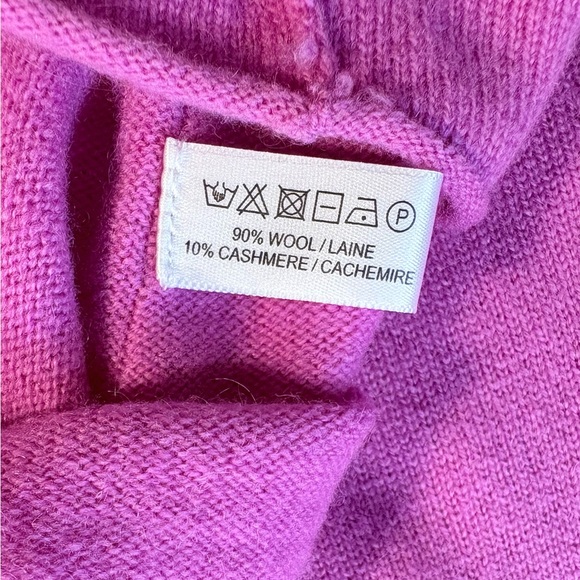 P
90% WOOL / LAINE
10% CASHMERE / CACHEMIRE